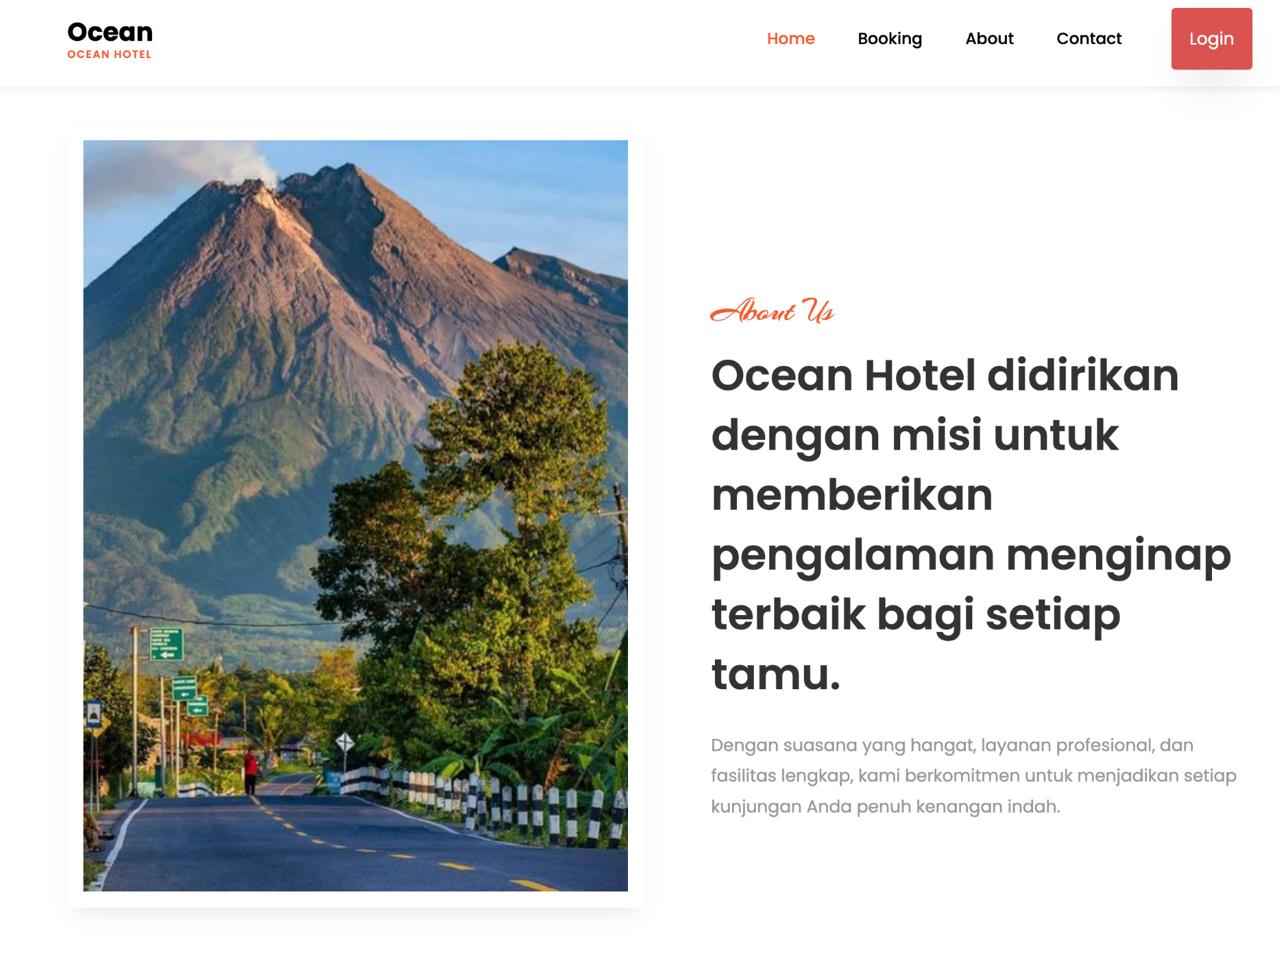 Ocean
OCEAN HOTEL
Home
Booking
About
Contact
Login
About Us
Ocean Hotel didirikan
dengan misi untuk
memberikan
pengalaman menginap
terbaik bagi setiap
tamu.
Dengan suasana yang hangat, layanan profesional, dan
fasilitas lengkap, kami berkomitmen untuk menjadikan setiap
kunjungan Anda penuh kenangan indah.